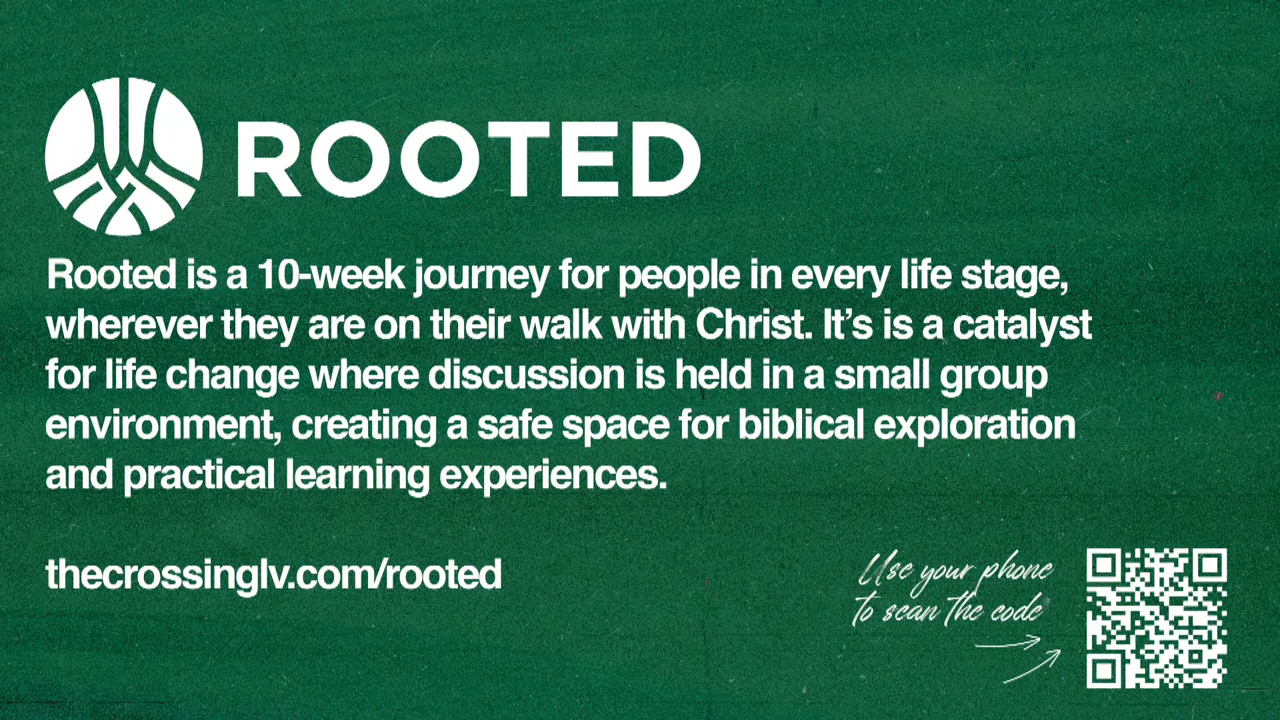 ROOTED
Rooted is a 10-week journey for people in every life stage,
wherever they are on their walk with Christ. It’s is a catalyst
for life change where discussion is held in a small group
environment, creating a safe space for biblical exploration
and practical learning experiences.
thecrossinglv.com/rooted
Use your phone
to scan the code